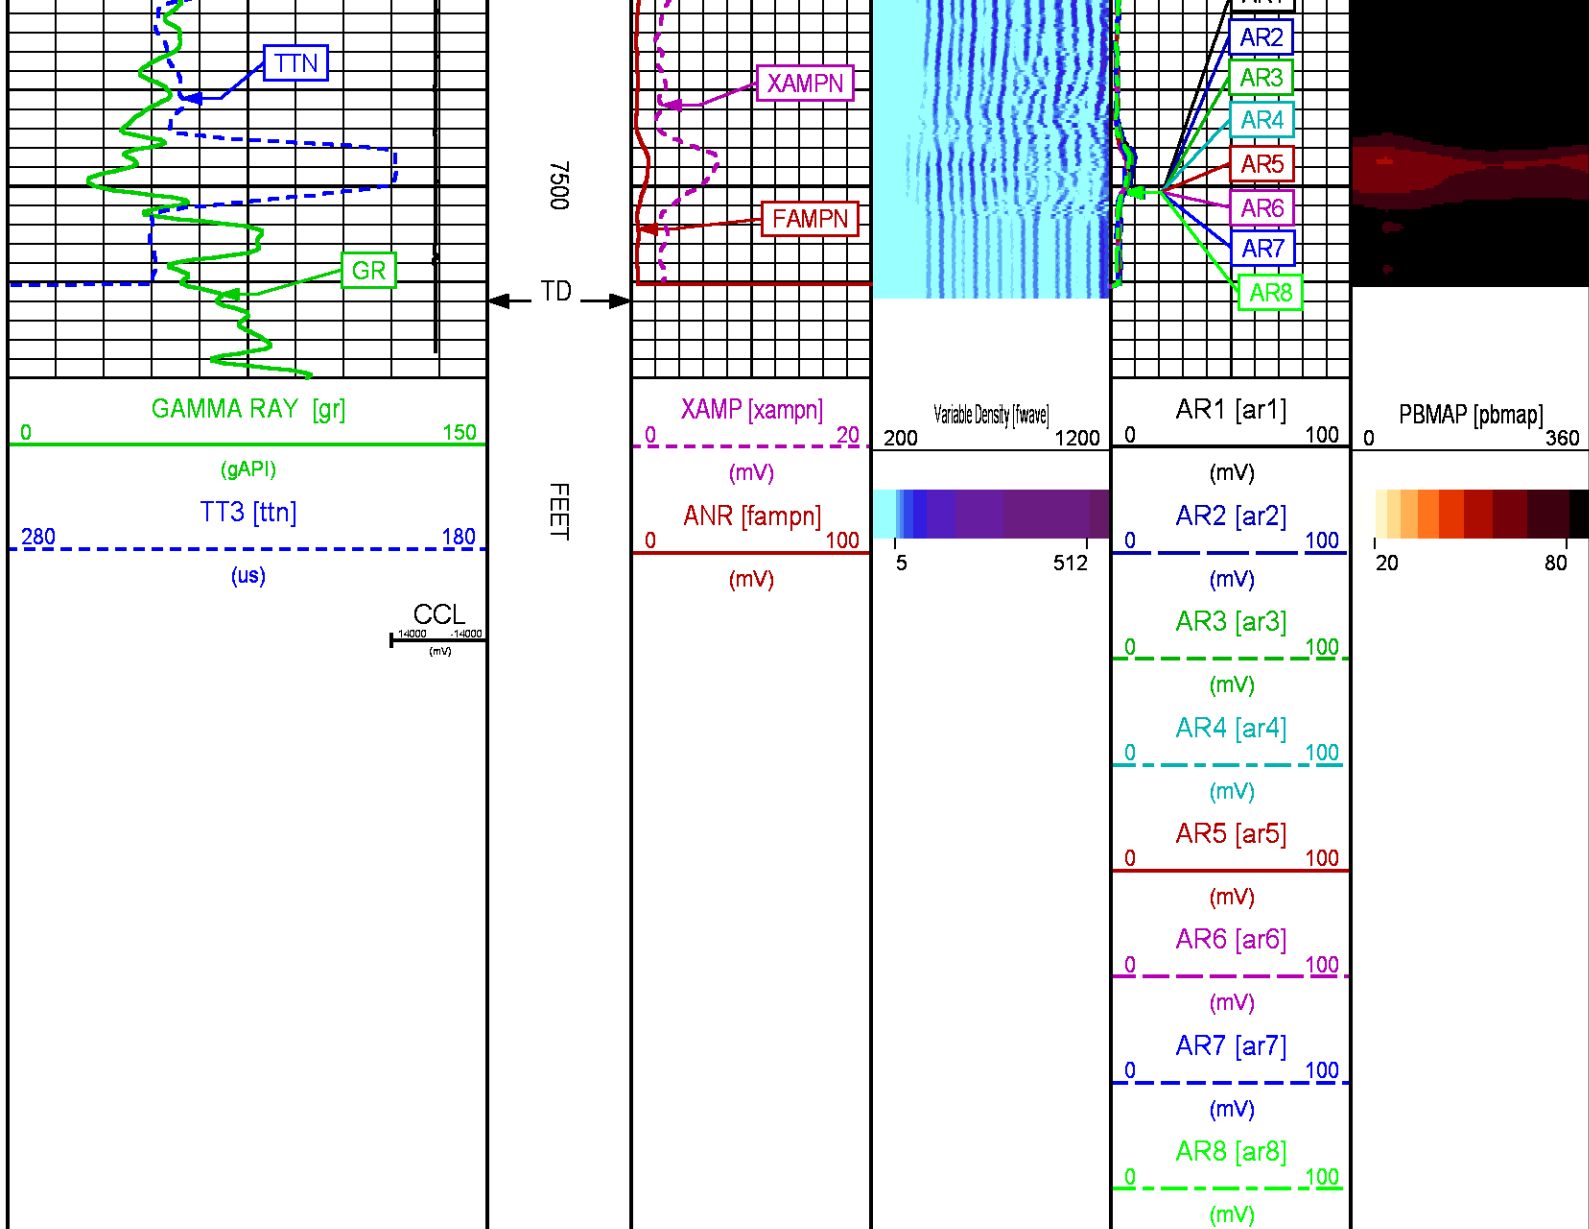 AR1
AR2
TTN
AR3
XAMPN
AR4
AR5
7500
AR6
FAMPN
AR7
GR
TD
AR8
GAMMA RAY [gr]
0 150
(gAPI)
TT3 [ttn]
280 180
(us)
CCL
14000 -14000
(mV)
FEET
XAMP [xampn]
0 20
(mV)
ANR [fampn]
0 100
(mV)
Variable Density [fwave]
200 1200
5 512
AR1 [ar1]
0 100
(mV)
AR2 [ar2]
0 100
(mV)
AR3 [ar3]
0 100
(mV)
AR4 [ar4]
0 100
(mV)
AR5 [ar5]
0 100
(mV)
AR6 [ar6]
0 100
(mV)
AR7 [ar7]
0 100
(mV)
AR8 [ar8]
0 100
(mV)
PBMAP [pbmap]
0 360
20 80